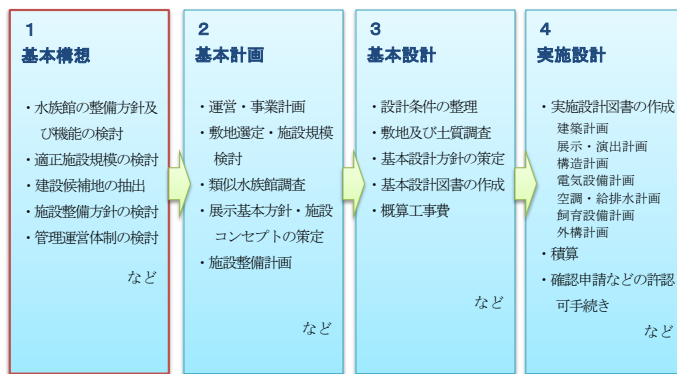 1
基本構想
・水族館の整備方針及
び機能の検討
・適正施設規模の検討
・建設候補地の抽出
・施設整備方針の検討
・管理運営体制の検討
など
2
基本計画
・運営・事業計画
・敷地選定・施設規模
検討
・類似水族館調査
・展示基本方針・施設
コンセプトの策定
・施設整備計画
など
3
基本設計
・設計条件の整理
・敷地及び土質調査
・基本設計方針の策定
・基本設計図書の作成
・概算工事費
など
4
実施設計
・実施設計図書の作成
建築計画
展示・演出計画
構造計画
電気設備計画
空調・給排水計画
飼育設備計画
外構計画
・積算
・確認申請などの許認
可手続き
など